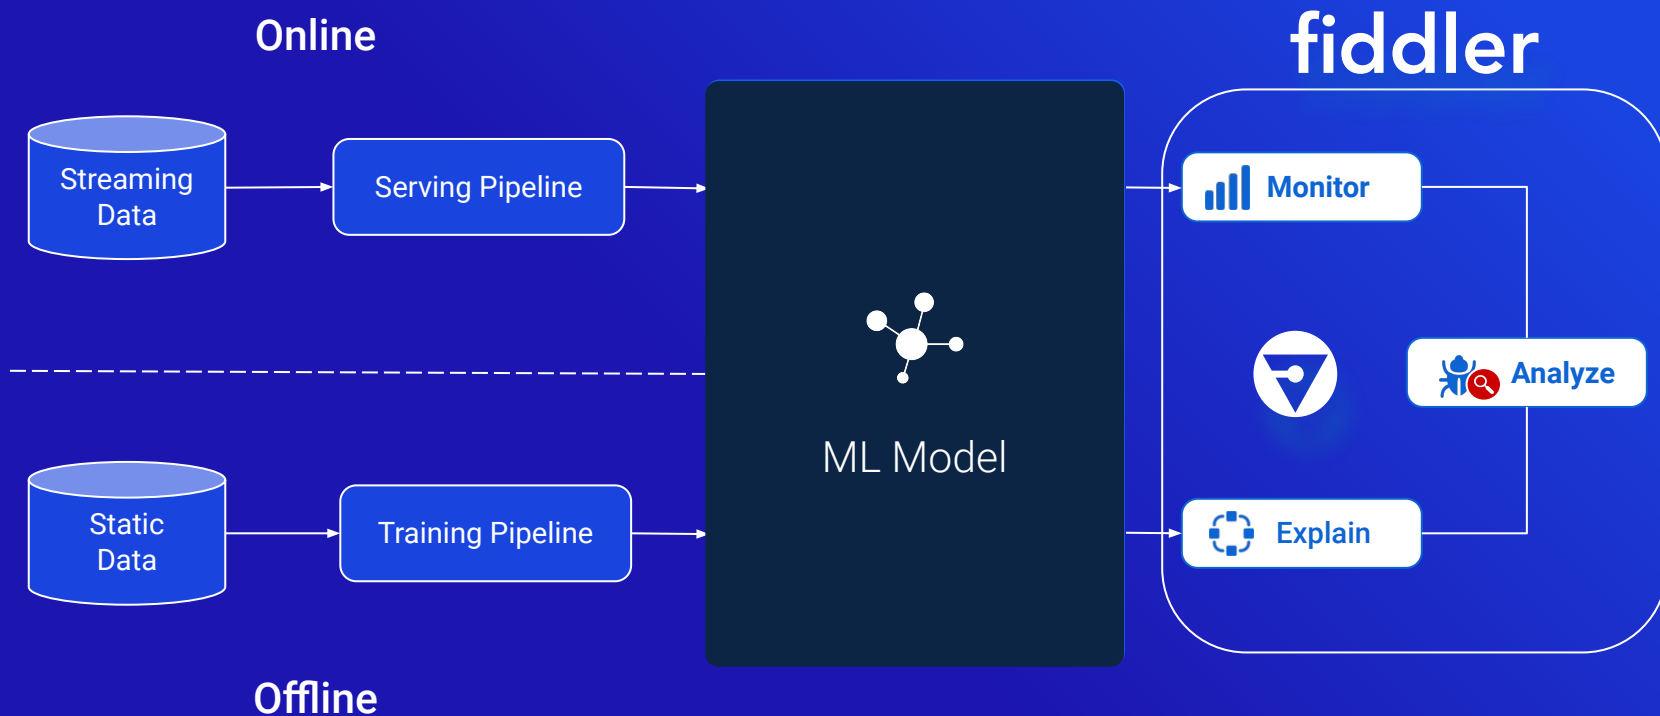 Online
fiddler
Streaming
Data
Serving Pipeline
Monitor
ML Model
Analyze
Static
Data
Training Pipeline
Explain
Offline